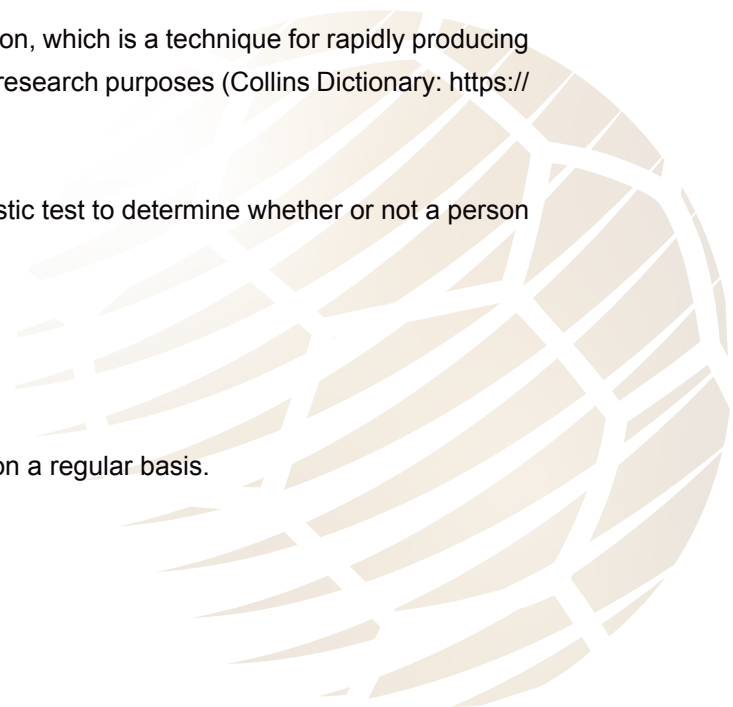 on, which is a technique for rapidly producing
research purposes (Collins Dictionary: https://
stic test to determine whether or not a person
on a regular basis.